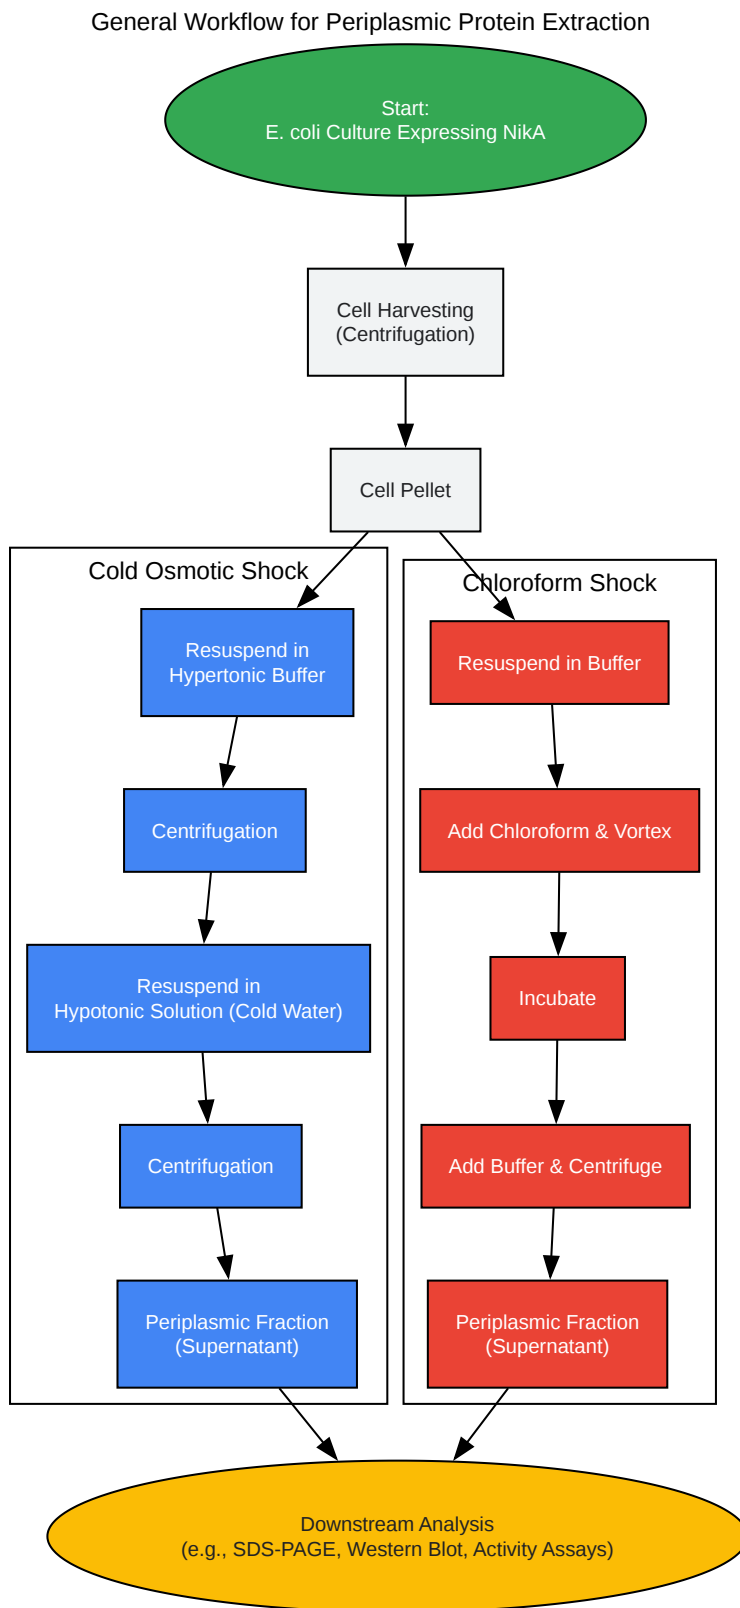 General Workflow for Periplasmic Protein Extraction
Start:
E. coli Culture Expressing NikA
Cell Harvesting
(Centrifugation)
Cell Pellet
Cold Osmotic Shock
Resuspend in
Hypertonic Buffer
Centrifugation
Resuspend in
Hypotonic Solution (Cold Water)
Centrifugation
Periplasmic Fraction
(Supernatant)
Chloroform Shock
Resuspend in Buffer
Add Chloroform & Vortex
Incubate
Add Buffer & Centrifuge
Periplasmic Fraction
(Supernatant)
Downstream Analysis
(e.g., SDS-PAGE, Western Blot, Activity Assays)